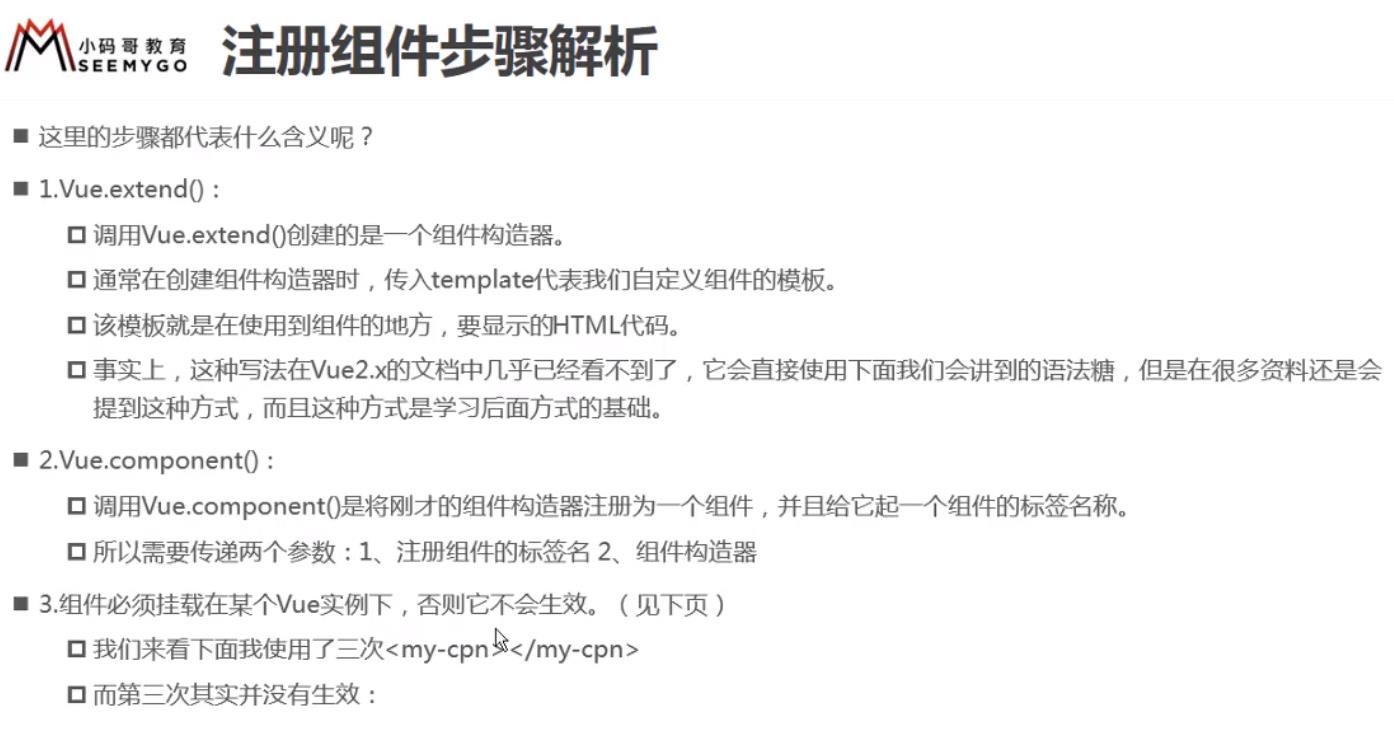 小码哥教育
SEEMYGO
注册组件步骤解析
这里的步骤都代表什么含义呢？
1.Vue.extend()：
调用Vue.extend()创建的是一个组件构造器。
通常在创建组件构造器时，传入template代表我们自定义组件的模板。
该模板就是在使用到组件的地方，要显示的HTML代码。
事实上，这种写法在Vue2.x的文档中几乎已经看不到了，它会直接使用下面我们会讲到的语法糖，但是在很多资料还是会
提到这种方式，而且这种方式是学习后面方式的基础。
2.Vue.component()：
调用Vue.component()是将刚才的组件构造器注册为一个组件，并且给它起一个组件的标签名称。
所以需要传递两个参数：1、注册组件的标签名 2、组件构造器
3.组件必须挂载在某个Vue实例下，否则它不会生效。（见下页）
我们来看下面我使用了三次<my-cpn></my-cpn>
而第三次其实并没有生效：